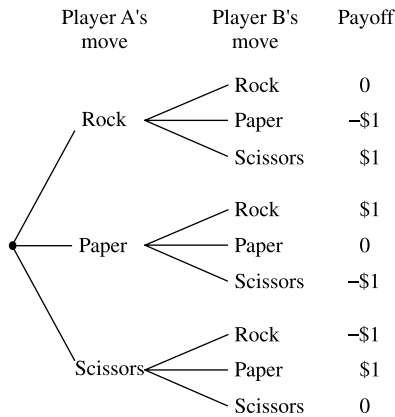 Player A's Player B's Payoff
move move
Rock 0
Rock Paper –$1
Scissors $1
Rock $1
Paper Paper 0
Scissors –$1
Rock –$1
Scissors Paper $1
Scissors 0